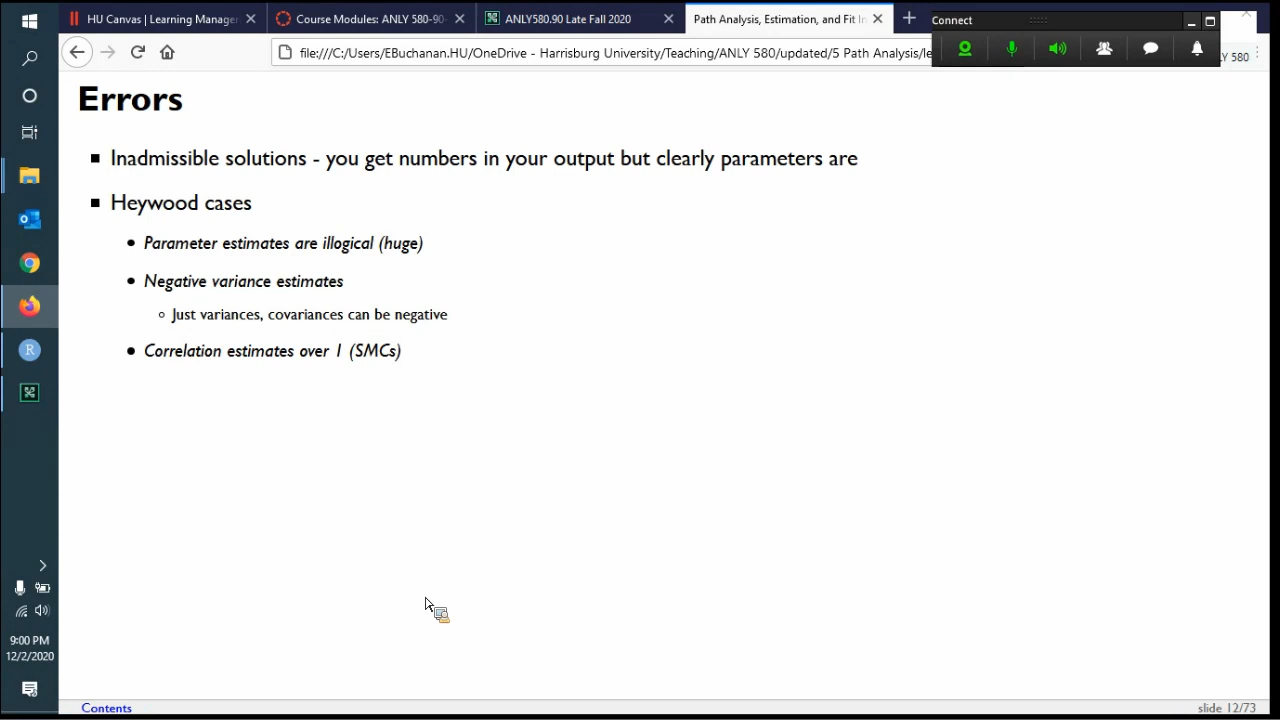 HU Canvas | Learning Manage
Course Modules: ANLY 580-90-
ANLY580.90 Late Fall 2020
Path Analysis, Estimation, and Fit In
Connect
file:///C:/Users/EBuchanan.HU/OneDrive - Harrisburg University/Teaching/ANLY 580/updated/5 Path Analysis/le
LY 580
Errors
Inadmissible solutions - you get numbers in your output but clearly parameters are
Heywood cases
Parameter estimates are illogical (huge)
Negative variance estimates
Just variances, covariances can be negative
Correlation estimates over 1 (SMCs)
9:00 PM
12/2/2020
Contents
slide 12/73